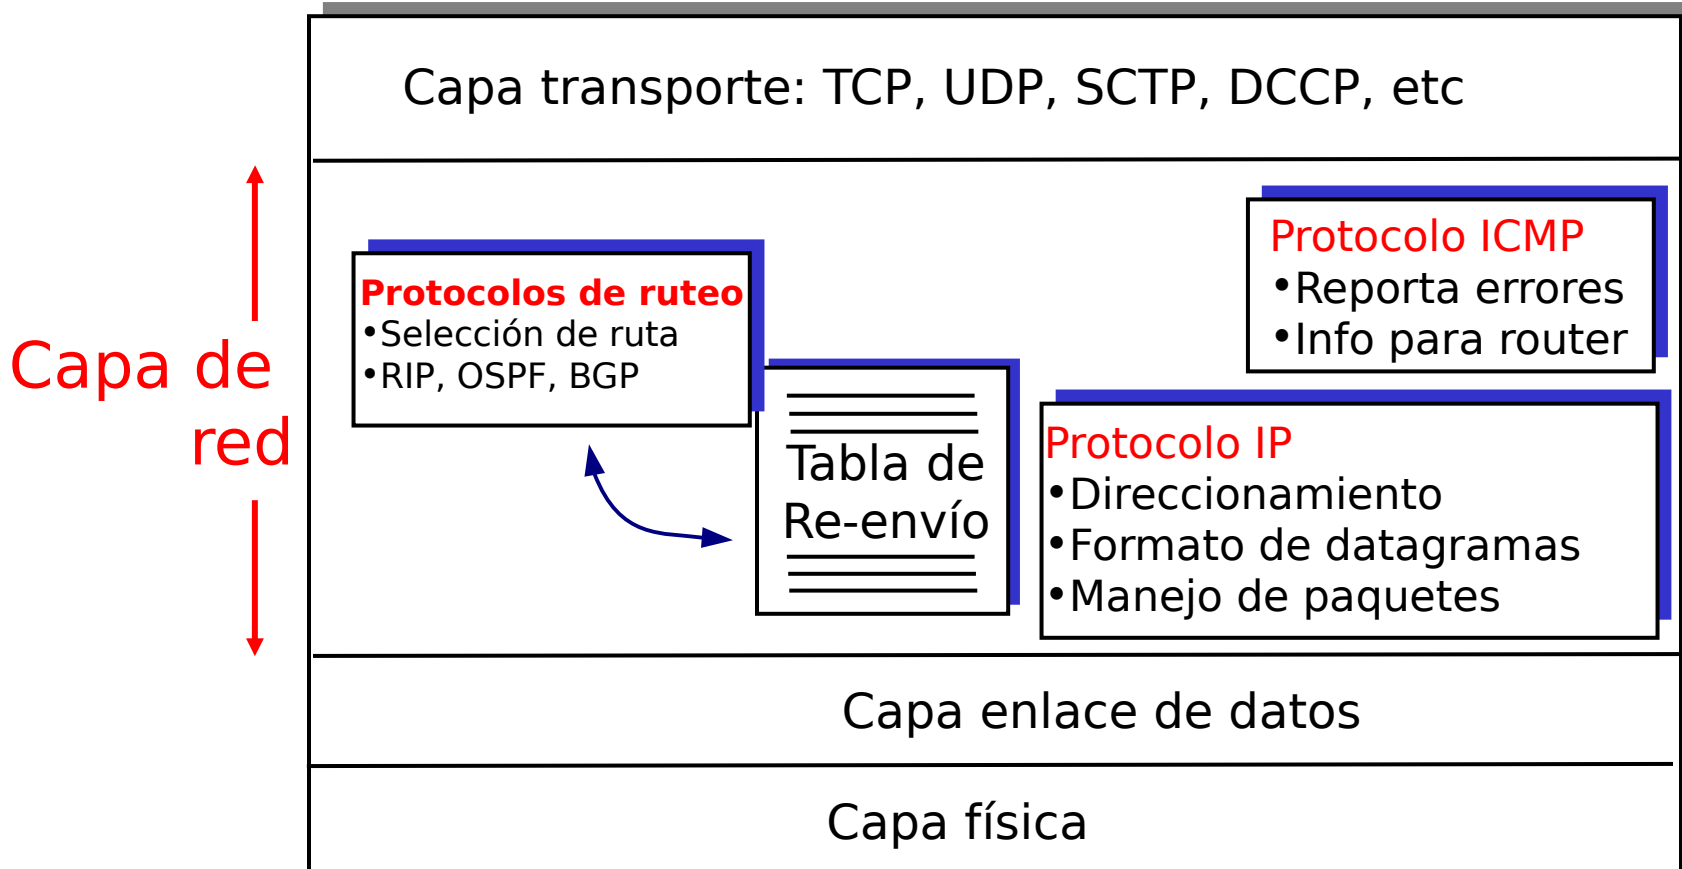 Capa transporte: TCP, UDP, SCTP, DCCP, etc
Capa de
red
Protocolos de ruteo
•Selección de ruta
•RIP, OSPF, BGP
Tabla de
Re-envío
Protocolo ICMP
•Reporta errores
•Info para router
Protocolo IP
•Direccionamiento
•Formato de datagramas
•Manejo de paquetes
Capa enlace de datos
Capa física